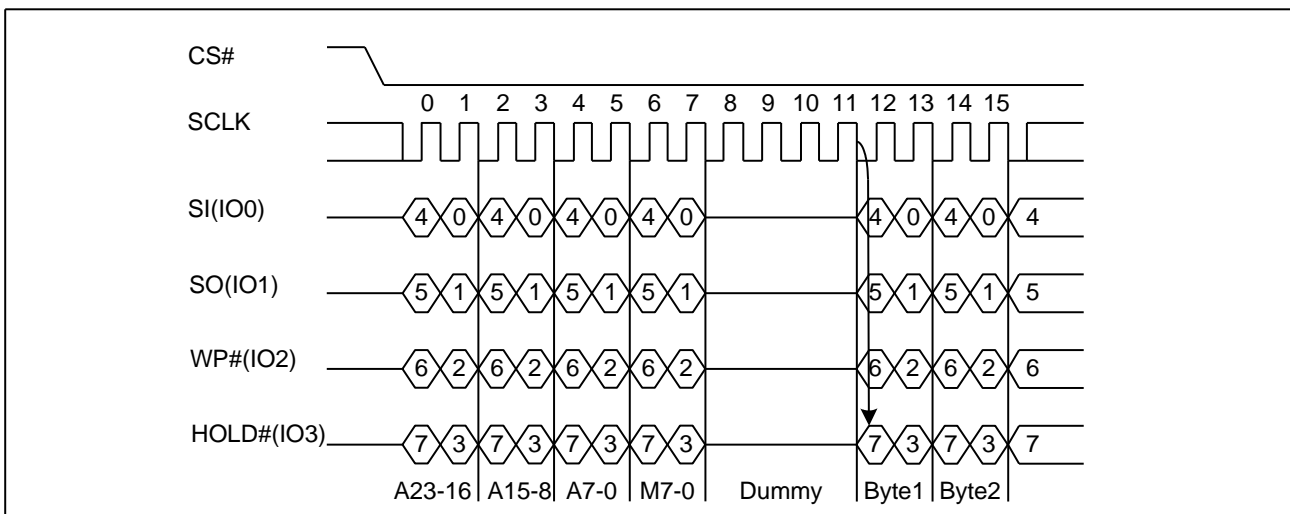 CS#
0 1 2 3 4 5 6 7 8 9 10 11 12 13 14 15
SCLK
SI(IO0) 4 0 4 0 4 0 4 0 4 0 4 0 4
SO(IO1) 5 1 5 1 5 1 5 1 5 1 5 1 5
WP#(IO2) 6 2 6 2 6 2 6 2 6 2 6 2 6
HOLD#(IO3) 7 3 7 3 7 3 7 3 7 3 7 3 7
A23-16 A15-8 A7-0 M7-0 Dummy Byte1 Byte2